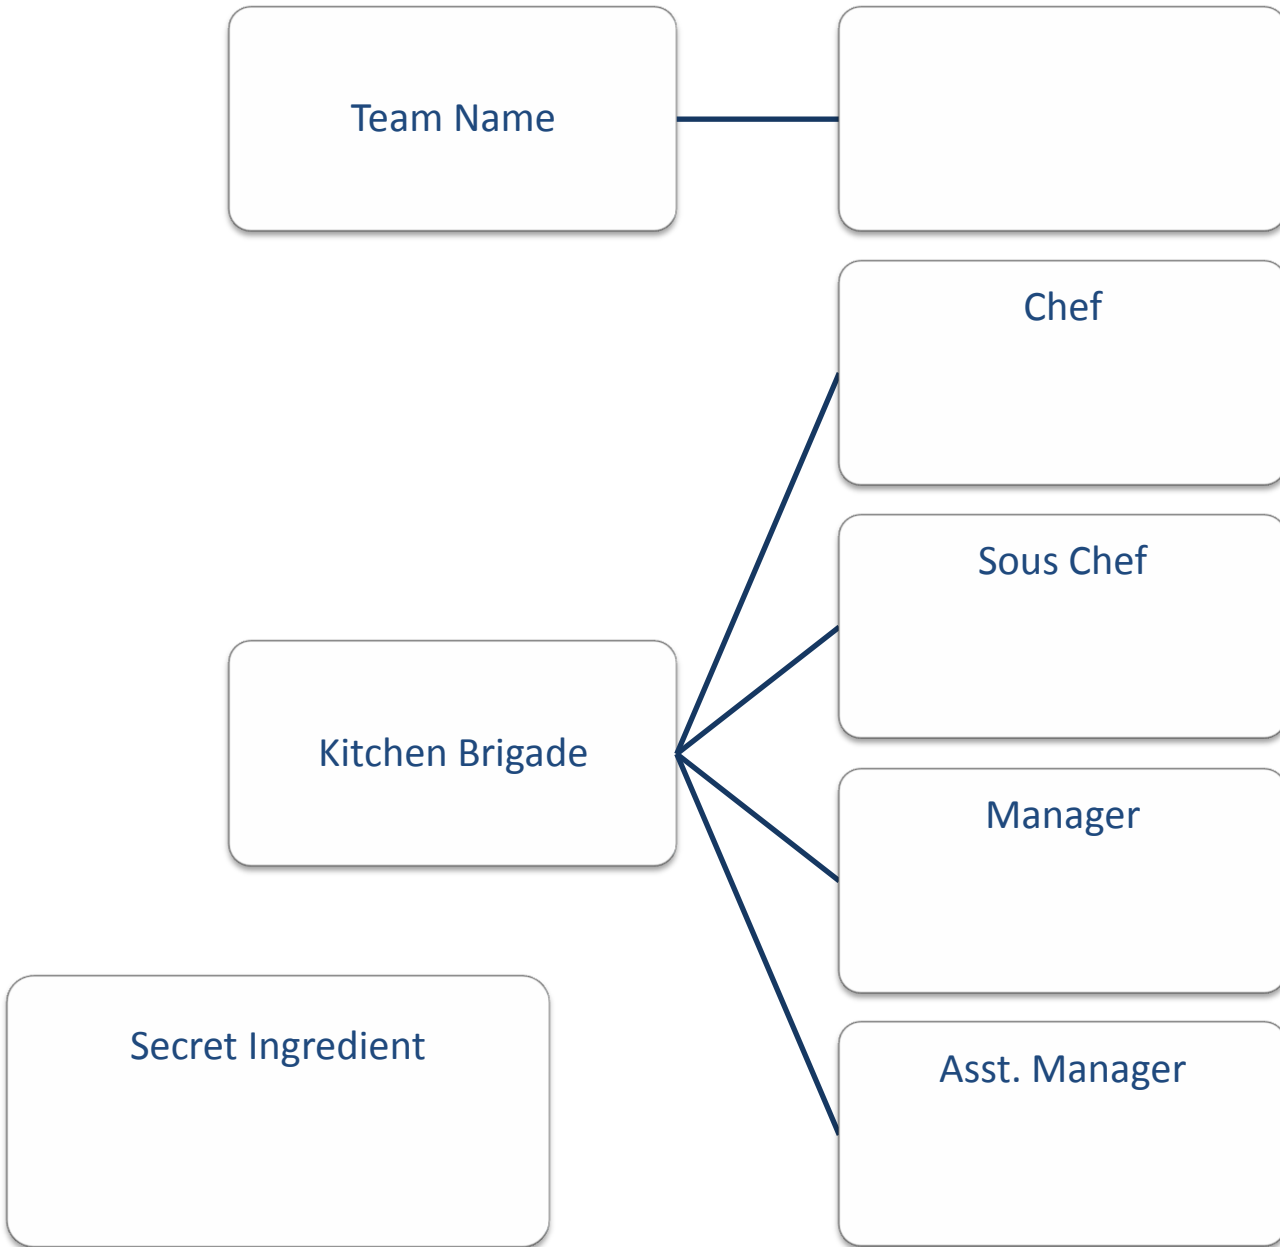 Team Name
Chef
Sous Chef
Kitchen Brigade
Manager
Secret Ingredient
Asst. Manager